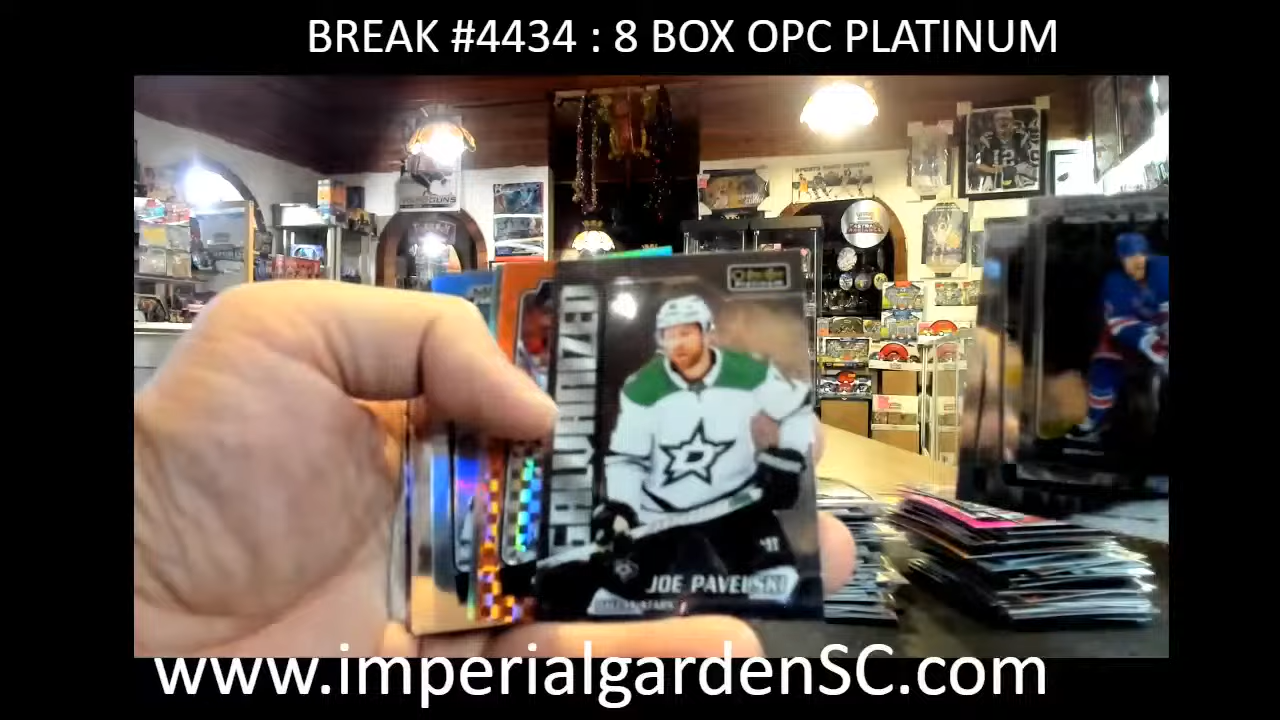 BREAK #4434 : 8 BOX OPC PLATINUM
JOE PAVELSKI
www.imperialgardenSC.com